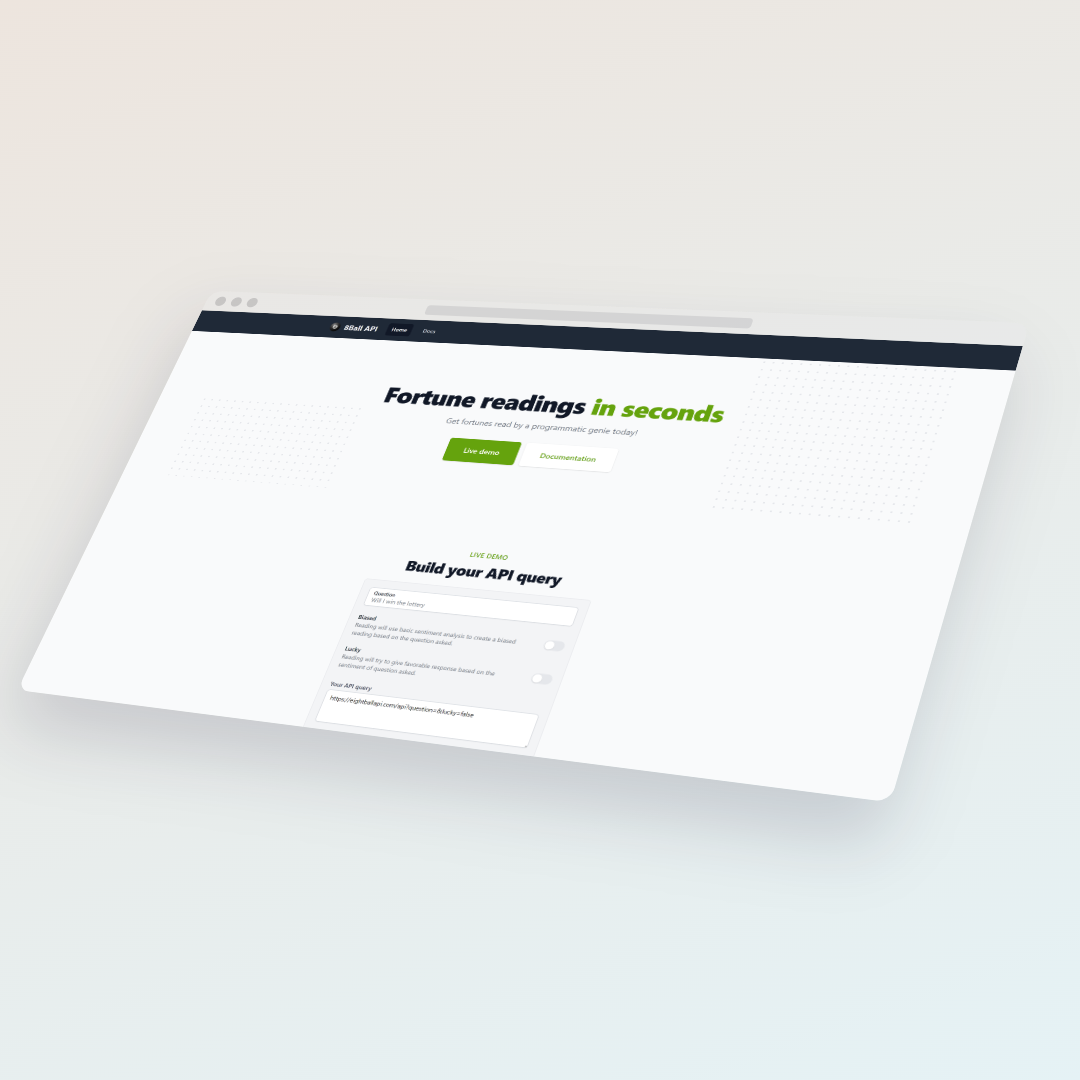 8Ball API Home Docs
Fortune readings in seconds
Get fortunes read by a programmatic genie today!
Live demo Documentation
LIVE DEMO
Build your API query
Question
Will I win the lottery
Biased
Reading will use basic sentiment analysis to create a biased
reading based on the question asked.
Lucky
Reading will try to give favorable response based on the
sentiment of question asked.
Your API query
https://eightballapi.com/api?question=&lucky=false